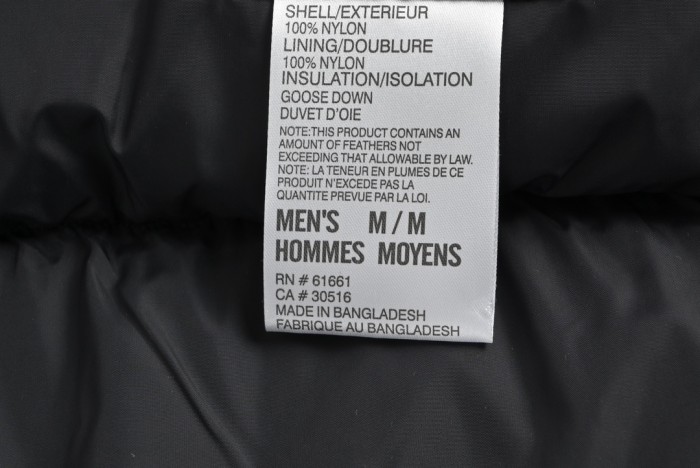 SHELL/EXTERIEUR
100% NYLON
LINING/DOUBLURE
100% NYLON
INSULATION/ISOLATION
GOOSE DOWN
DUVET D'OIE
NOTE:THIS PRODUCT CONTAINS AN
AMOUNT OF FEATHERS NOT
EXCEEDING THAT ALLOWABLE BY LAW.
NOTE: LA TENEUR EN PLUMES DE CE
PRODUIT N'EXCEDE PAS LA
QUANTITE PREVUE PAR LA LOI.
MEN'S M/M
HOMMES MOYENS
RN # 61661
CA # 30516
MADE IN BANGLADESH
FABRIQUE AU BANGLADESH